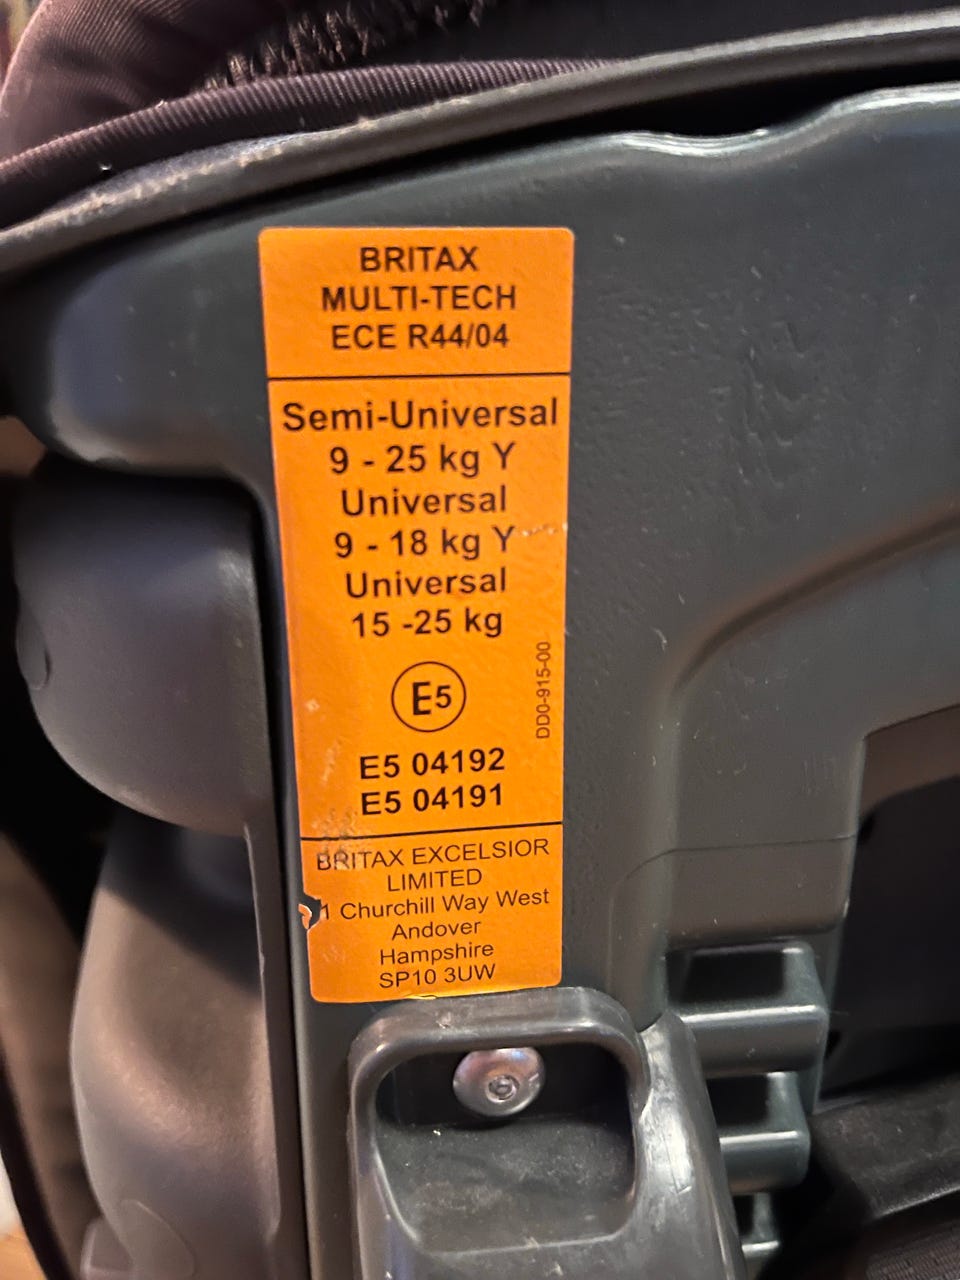 BRITAX
MULTI-TECH
ECE R44/04
Semi-Universal
9 - 25 kg Y
Universal
9 - 18 kg Y
Universal
15 -25 kg
E5
DD0-915-00
E5 04192
E5 04191
BRITAX EXCELSIOR
LIMITED
1 Churchill Way West
Andover
Hampshire
SP10 3UW